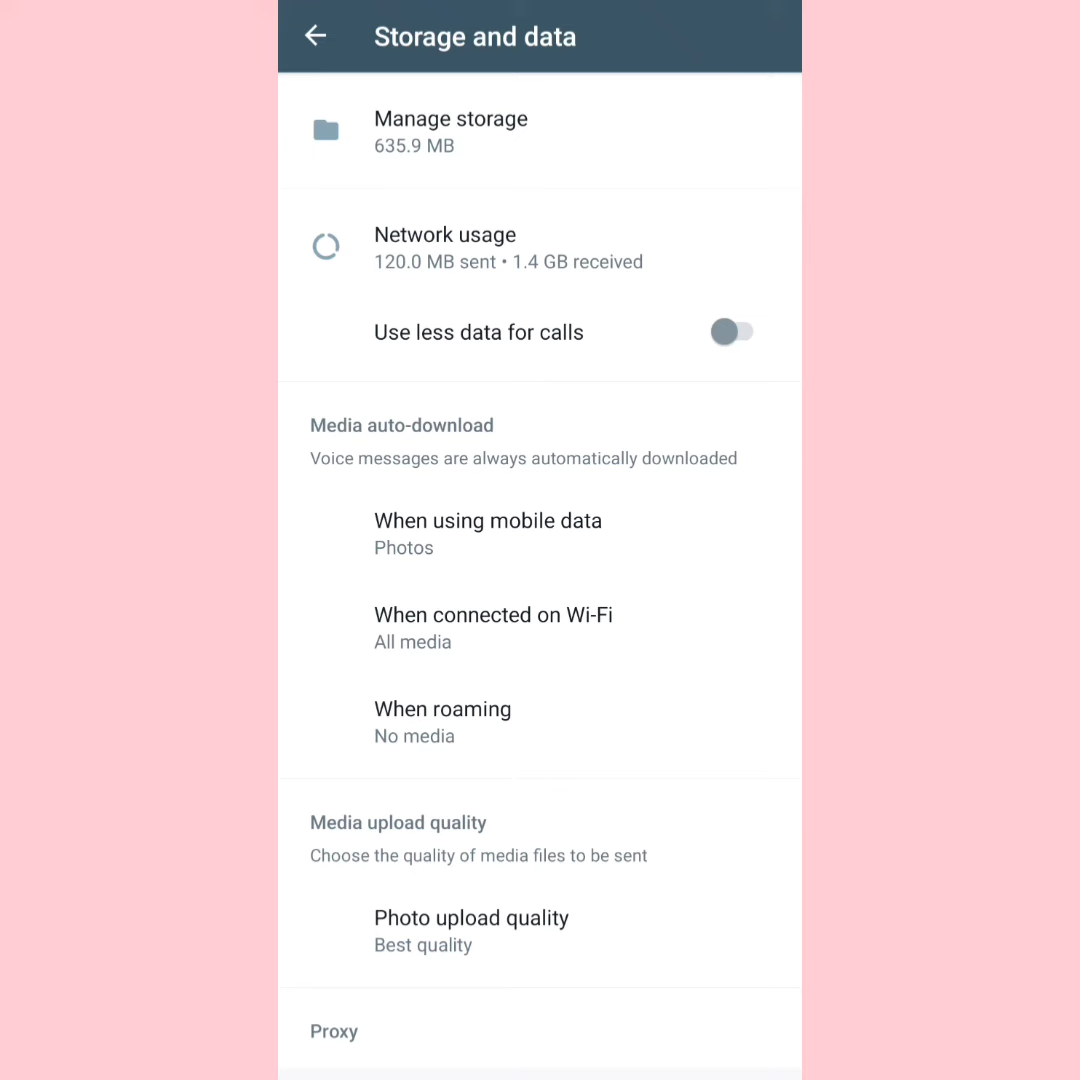 Storage and data
Manage storage
635.9 MB
Network usage
120.0 MB sent • 1.4 GB received
Use less data for calls
Media auto-download
Voice messages are always automatically downloaded
When using mobile data
Photos
When connected on Wi-Fi
All media
When roaming
No media
Media upload quality
Choose the quality of media files to be sent
Photo upload quality
Best quality
Proxy